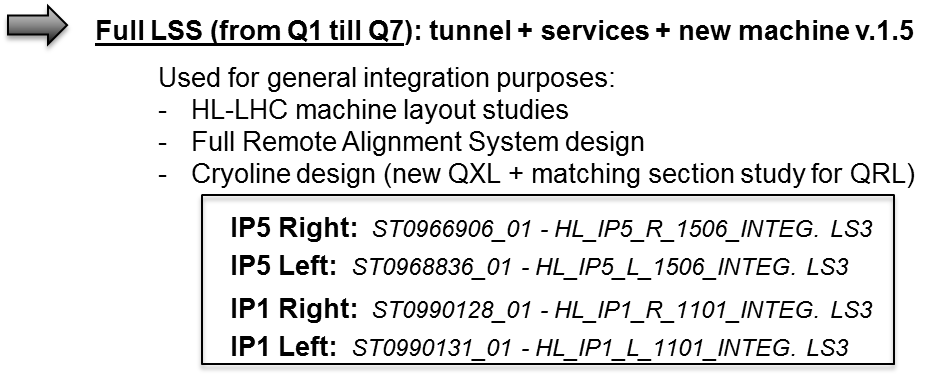 Full LSS (from Q1 till Q7): tunnel + services + new machine v.1.5
Used for general integration purposes:
- HL-LHC machine layout studies
- Full Remote Alignment System design
- Cryoline design (new QXL + matching section study for QRL)
IP5 Right: ST0966906_01 - HL_IP5_R_1506_INTEG. LS3
IP5 Left: ST0968836_01 - HL_IP5_L_1506_INTEG. LS3
IP1 Right: ST0990128_01 - HL_IP1_R_1101_INTEG. LS3
IP1 Left: ST0990131_01 - HL_IP1_L_1101_INTEG. LS3